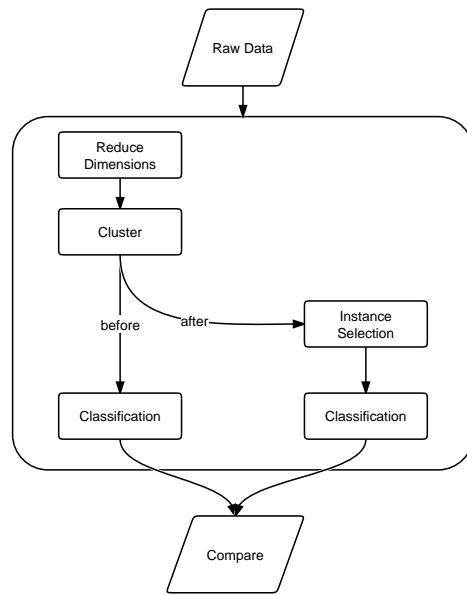 Raw Data
Reduce
Dimensions
Cluster
before
after
Instance
Selection
Classification
Classification
Compare